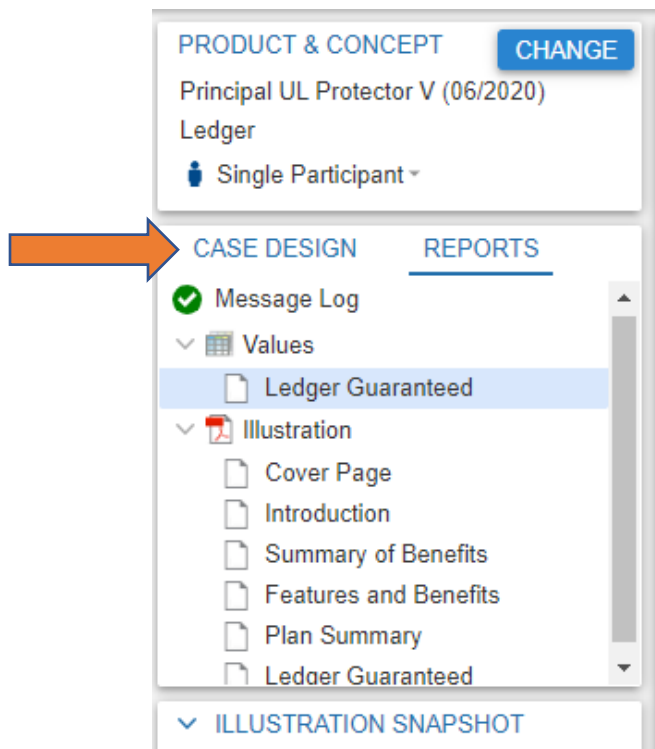 PRODUCT & CONCEPT CHANGE
Principal UL Protector V (06/2020)
Ledger
Single Participant
CASE DESIGN REPORTS
Message Log
Values
Ledger Guaranteed
Illustration
Cover Page
Introduction
Summary of Benefits
Features and Benefits
Plan Summary
Ledger Guaranteed
ILLUSTRATION SNAPSHOT